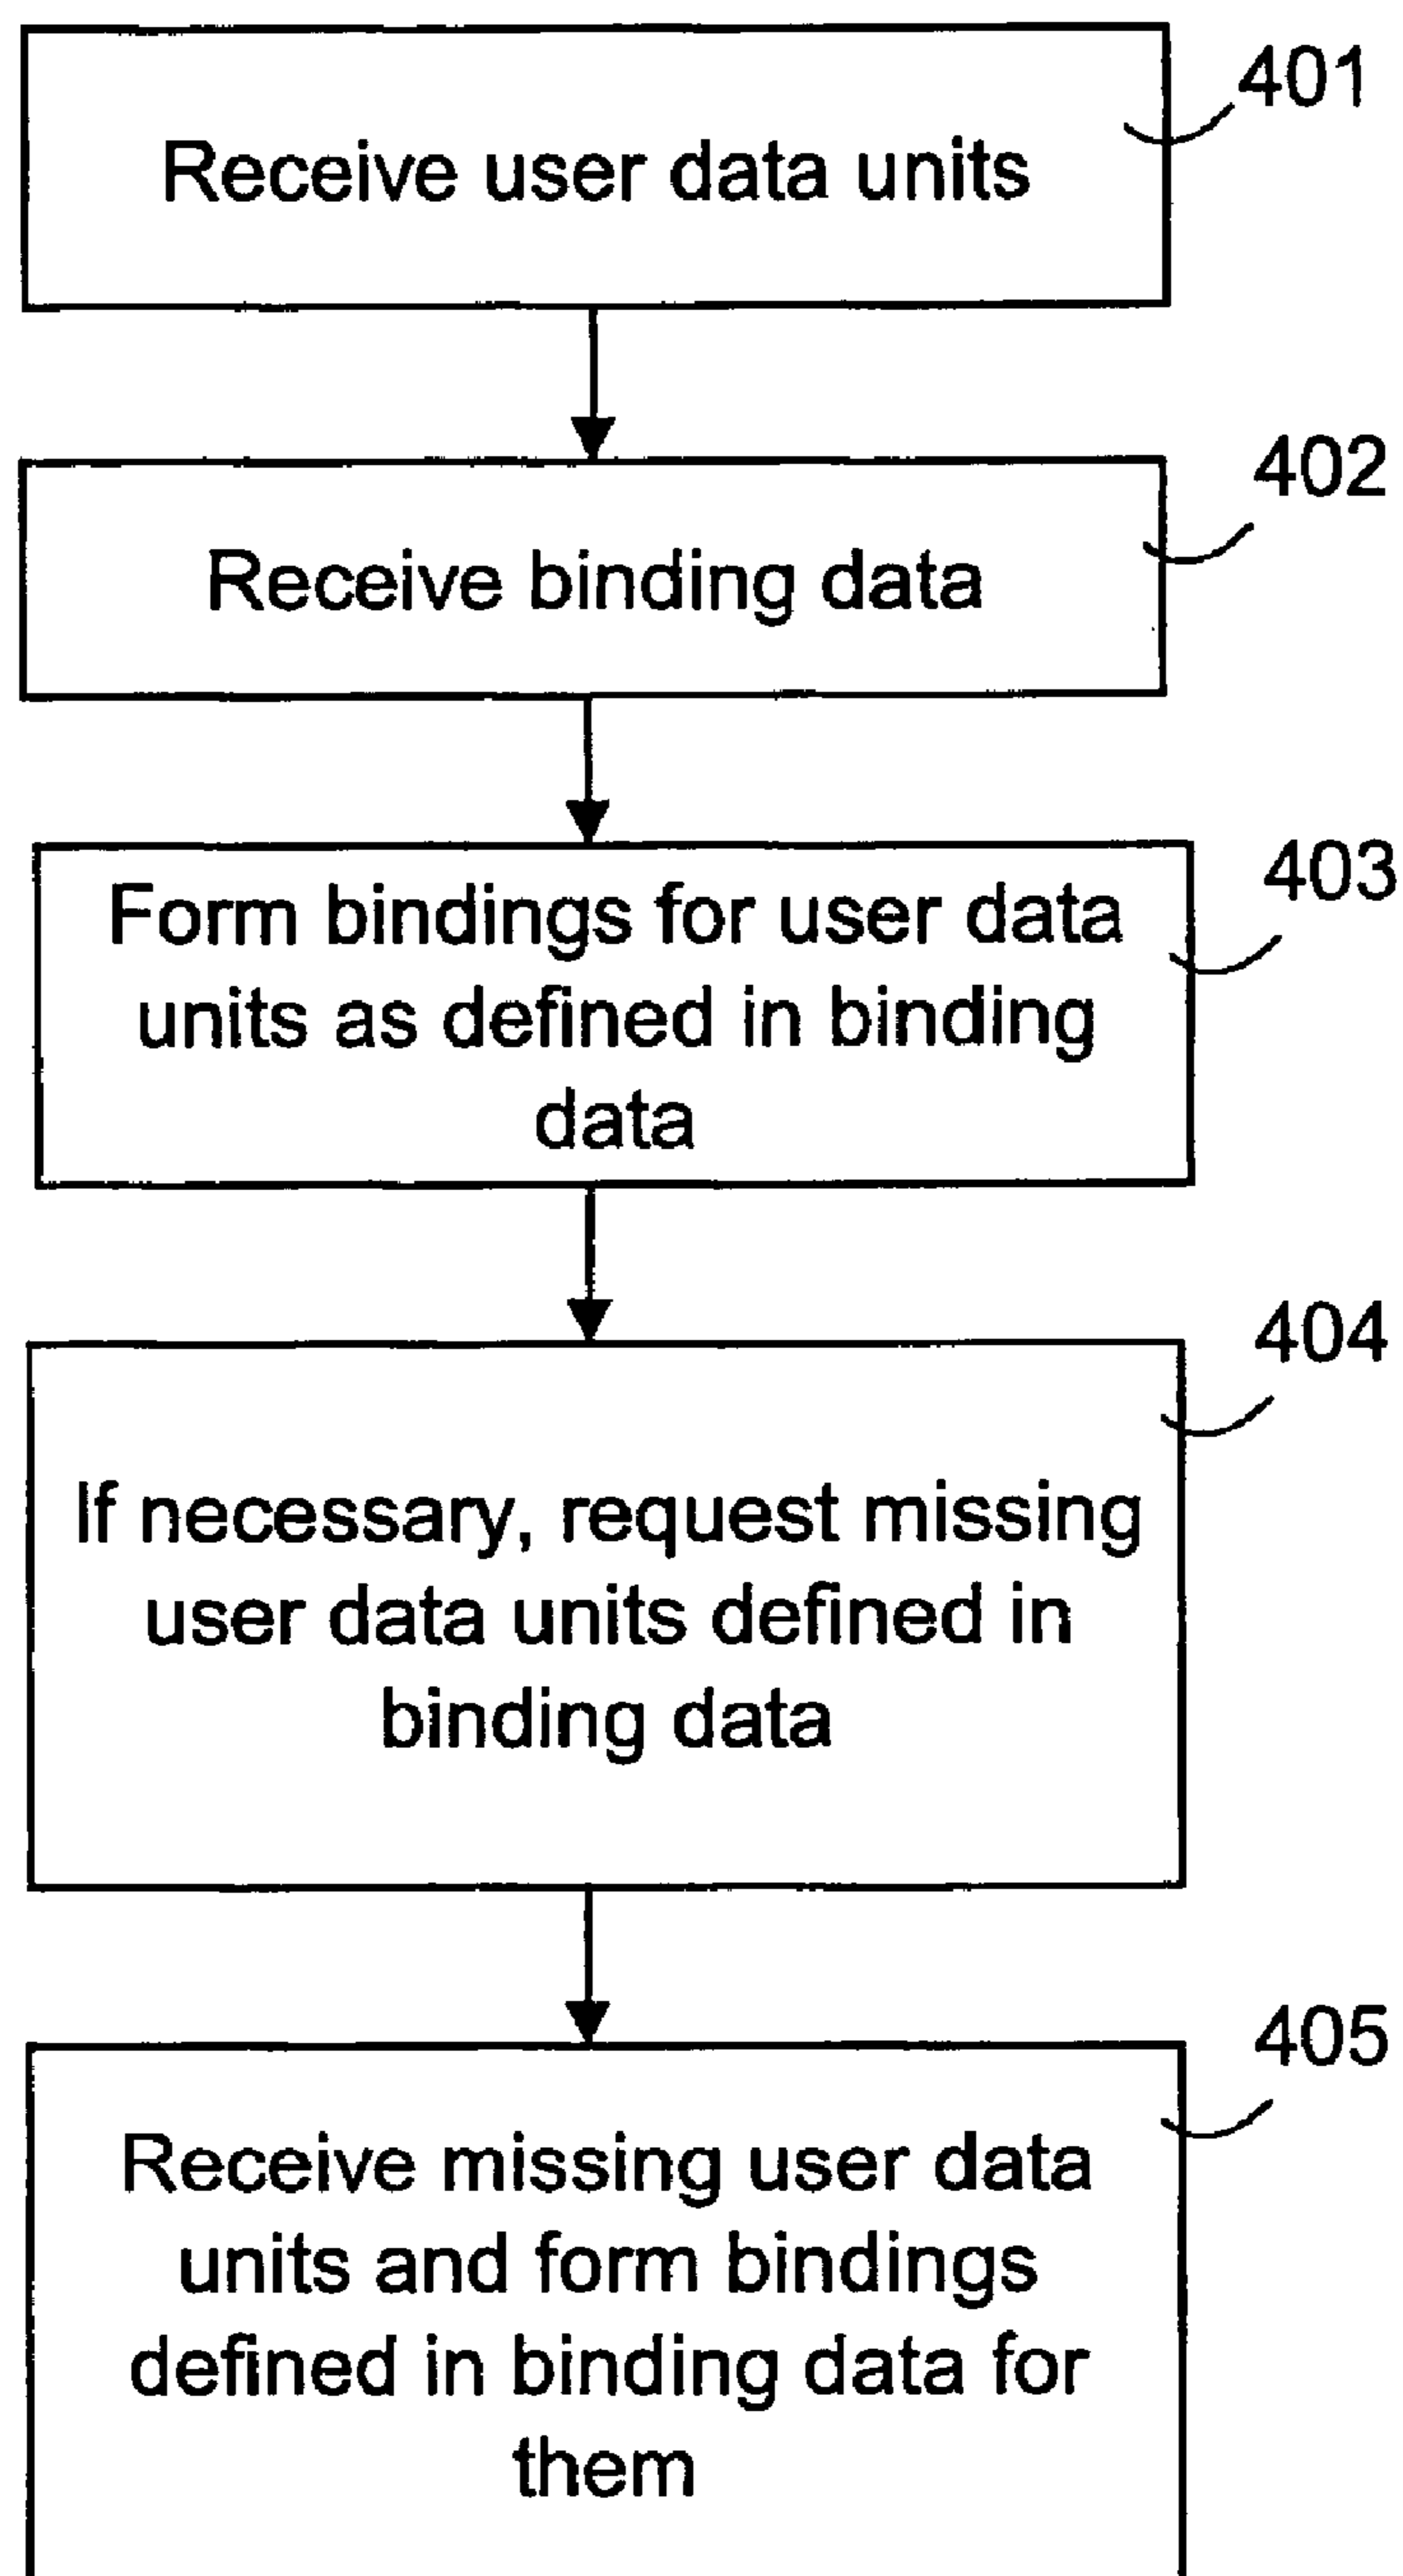 401
Receive user data units
402
Receive binding data
403
Form bindings for user data
units as defined in binding
data
404
If necessary, request missing
user data units defined in
binding data
405
Receive missing user data
units and form bindings
defined in binding data for
them